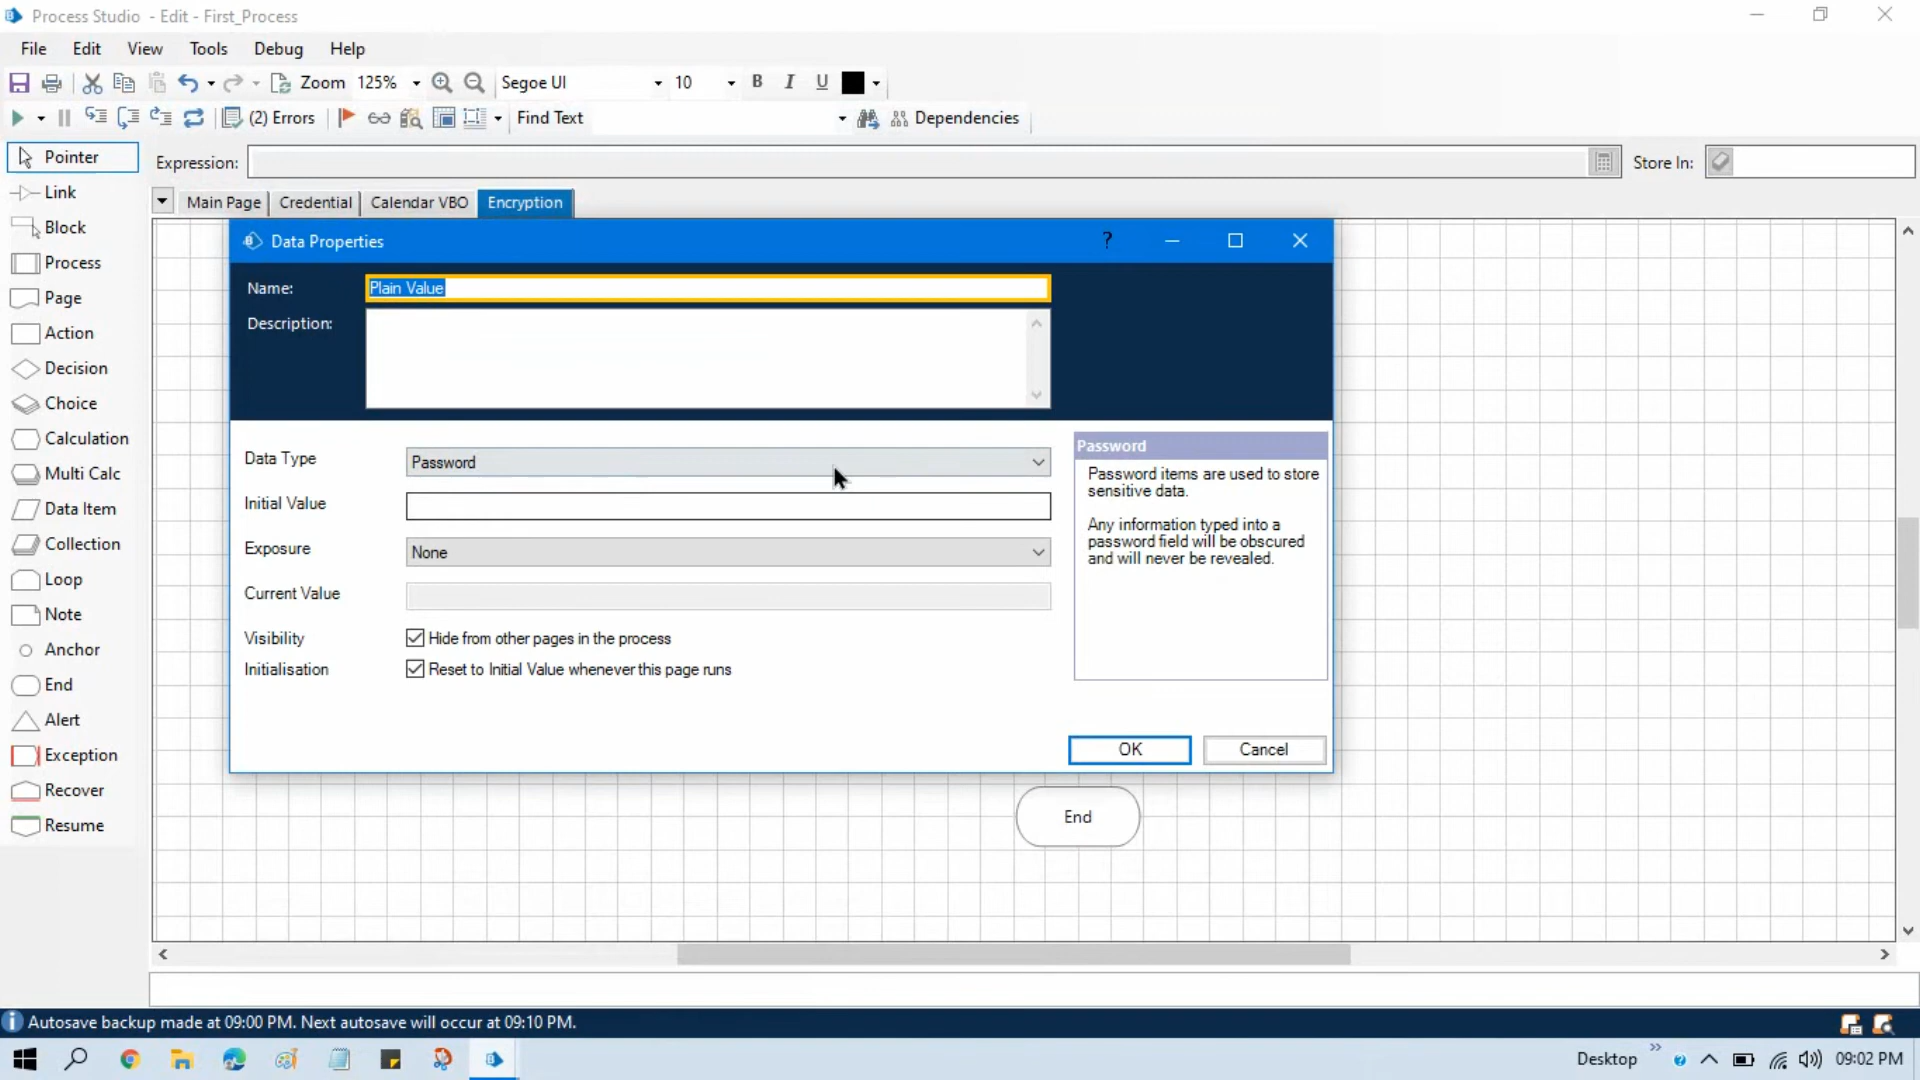 Process Studio - Edit - First_Process
File Edit View Tools Debug Help
Zoom 125% Segoe UI 10 B I U
(2) Errors Find Text Dependencies
Pointer
Expression: Store In:
Link
Main Page Credential Calendar VBO Encryption
Block
Data Properties ?
Process
Name: Plain Value
Page
Description:
Action
Decision
Choice
Calculation
Multi Calc
Data Item
Collection
Loop
Note
Anchor
End
Alert
Exception
Recover
Resume
Data Type Password
Initial Value
Exposure None
Current Value
Visibility Hide from other pages in the process
Initialisation Reset to Initial Value whenever this page runs
Password
Password items are used to store
sensitive data.
Any information typed into a
password field will be obscured
and will never be revealed.
OK Cancel
End
Autosave backup made at 09:00 PM. Next autosave will occur at 09:10 PM.
Desktop 09:02 PM